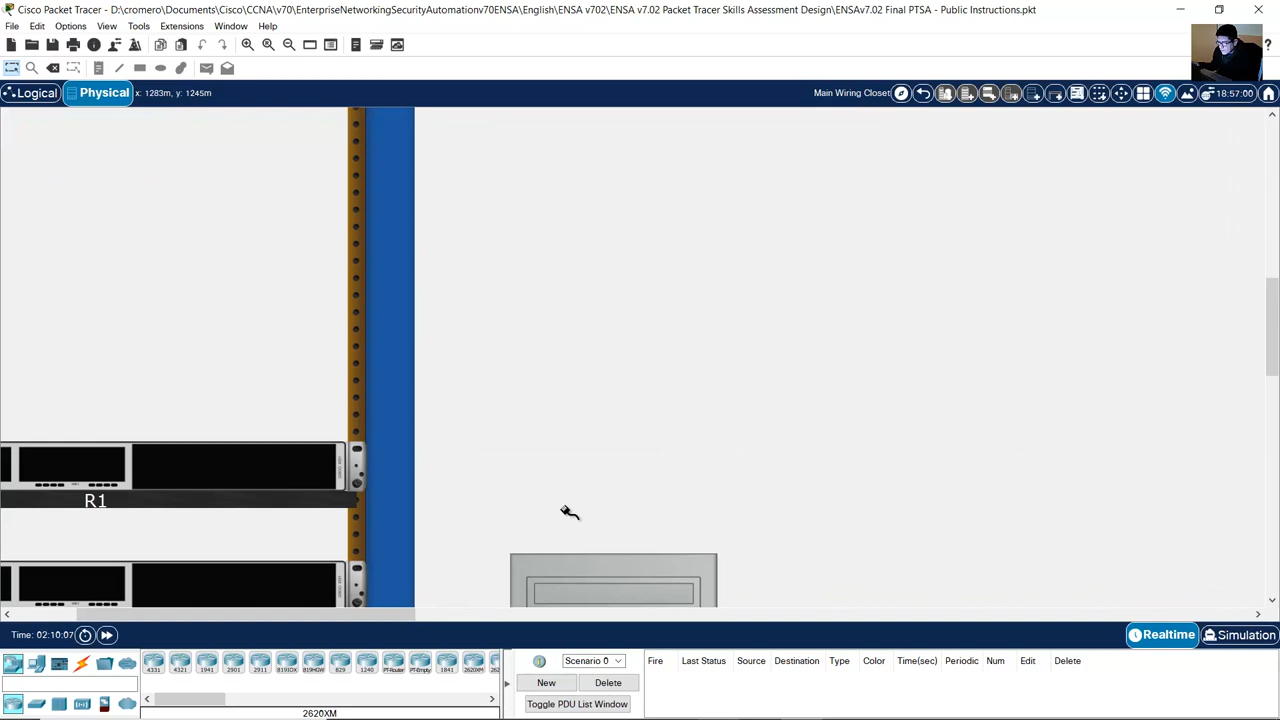 Cisco Packet Tracer - D:\cromero\Documents\Cisco\CCNA\v70\EnterpriseNetworkingSecurityAutomationv70ENSA\English\ENSA v702\ENSA v7.02 Packet Tracer Skills Assessment Design\ENSAv7.02 Final PTSA - Public Instructions.pkt
File Edit Options View Tools Extensions Window Help
Logical Physical x: 1283m, y: 1245m Main Wiring Closet 18:57:00
R1
Time: 02:10:07 Realtime Simulation
4331 4321 1941 2901 2911 819IOX 819HGW 829 1240 PT-Router PT-Empty 1841 2620XM
2620XM
Scenario 0
New Delete
Toggle PDU List Window
Fire Last Status Source Destination Type Color Time(sec) Periodic Num Edit Delete